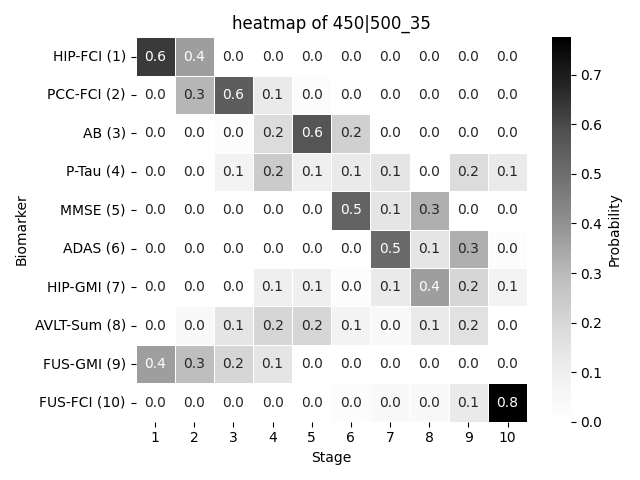 heatmap of 450|500_35
HIP-FCI (1) 0.6 0.4 0.0 0.0 0.0 0.0 0.0 0.0 0.0 0.0
PCC-FCI (2) 0.0 0.3 0.6 0.1 0.0 0.0 0.0 0.0 0.0 0.0
AB (3) 0.0 0.0 0.0 0.2 0.6 0.2 0.0 0.0 0.0 0.0
P-Tau (4) 0.0 0.0 0.1 0.2 0.1 0.1 0.1 0.0 0.2 0.1
MMSE (5) 0.0 0.0 0.0 0.0 0.0 0.5 0.1 0.3 0.0 0.0
ADAS (6) 0.0 0.0 0.0 0.0 0.0 0.0 0.5 0.1 0.3 0.0
HIP-GMI (7) 0.0 0.0 0.0 0.1 0.1 0.0 0.1 0.4 0.2 0.1
AVLT-Sum (8) 0.0 0.0 0.1 0.2 0.2 0.1 0.0 0.1 0.2 0.0
FUS-GMI (9) 0.4 0.3 0.2 0.1 0.0 0.0 0.0 0.0 0.0 0.0
FUS-FCI (10) 0.0 0.0 0.0 0.0 0.0 0.0 0.0 0.0 0.1 0.8
1 2 3 4 5 6 7 8 9 10
Stage
Biomarker
0.7
0.6
0.5
0.4
0.3
0.2
0.1
0.0
Probability